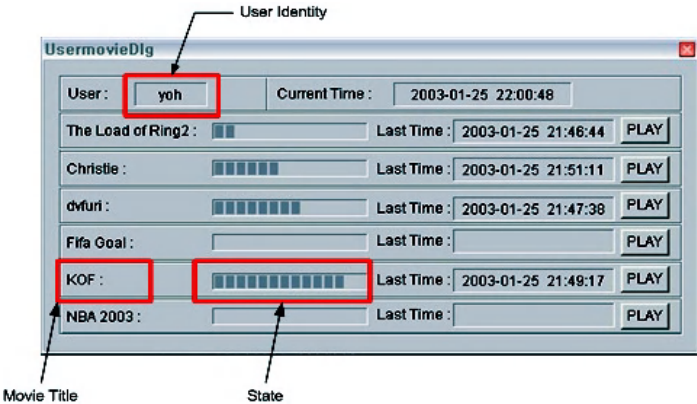 User Identity
UsermovieDlg
User : yoh Current Time : 2003-01-25 22:00:48
The Load of Ring2 : Last Time : 2003-01-25 21:46:44 PLAY
Christie : Last Time : 2003-01-25 21:51:11 PLAY
dvfuri : Last Time : 2003-01-25 21:47:38 PLAY
Fifa Goal : Last Time : PLAY
KOF : Last Time : 2003-01-25 21:49:17 PLAY
NBA 2003 : Last Time : PLAY
Movie Title State